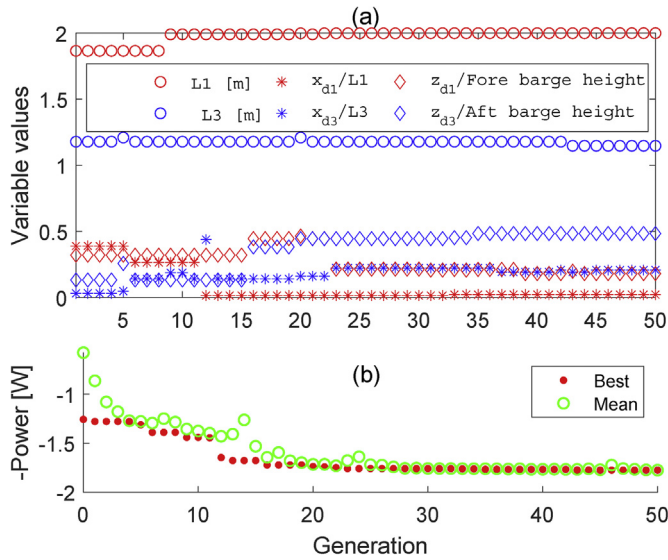 (a)
2
1.5
1
0.5
0
Variable values
L1 [m] x_d1/L1 z_d1/Fore barge height
L3 [m] x_d3/L3 z_d3/Aft barge height
5 10 15 20 25 30 35 40 45 50
(b)
-1
-1.5
-2
-Power [W]
Best
Mean
0 10 20 30 40 50
Generation